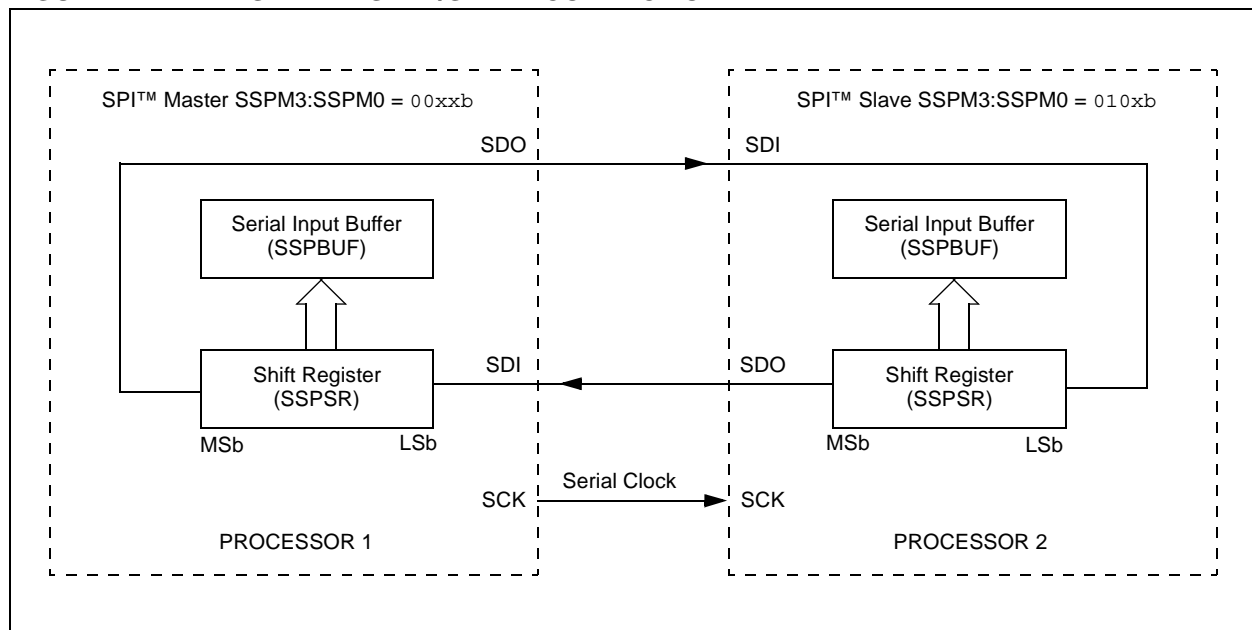 SPI™ Master SSPM3:SSPM0 = 00xxb
SPI™ Slave SSPM3:SSPM0 = 010xb
SDO
SDI
Serial Input Buffer
(SSPBUF)
Serial Input Buffer
(SSPBUF)
SDI
SDO
Shift Register
(SSPSR)
Shift Register
(SSPSR)
MSb
LSb
MSb
LSb
Serial Clock
SCK
SCK
PROCESSOR 1
PROCESSOR 2